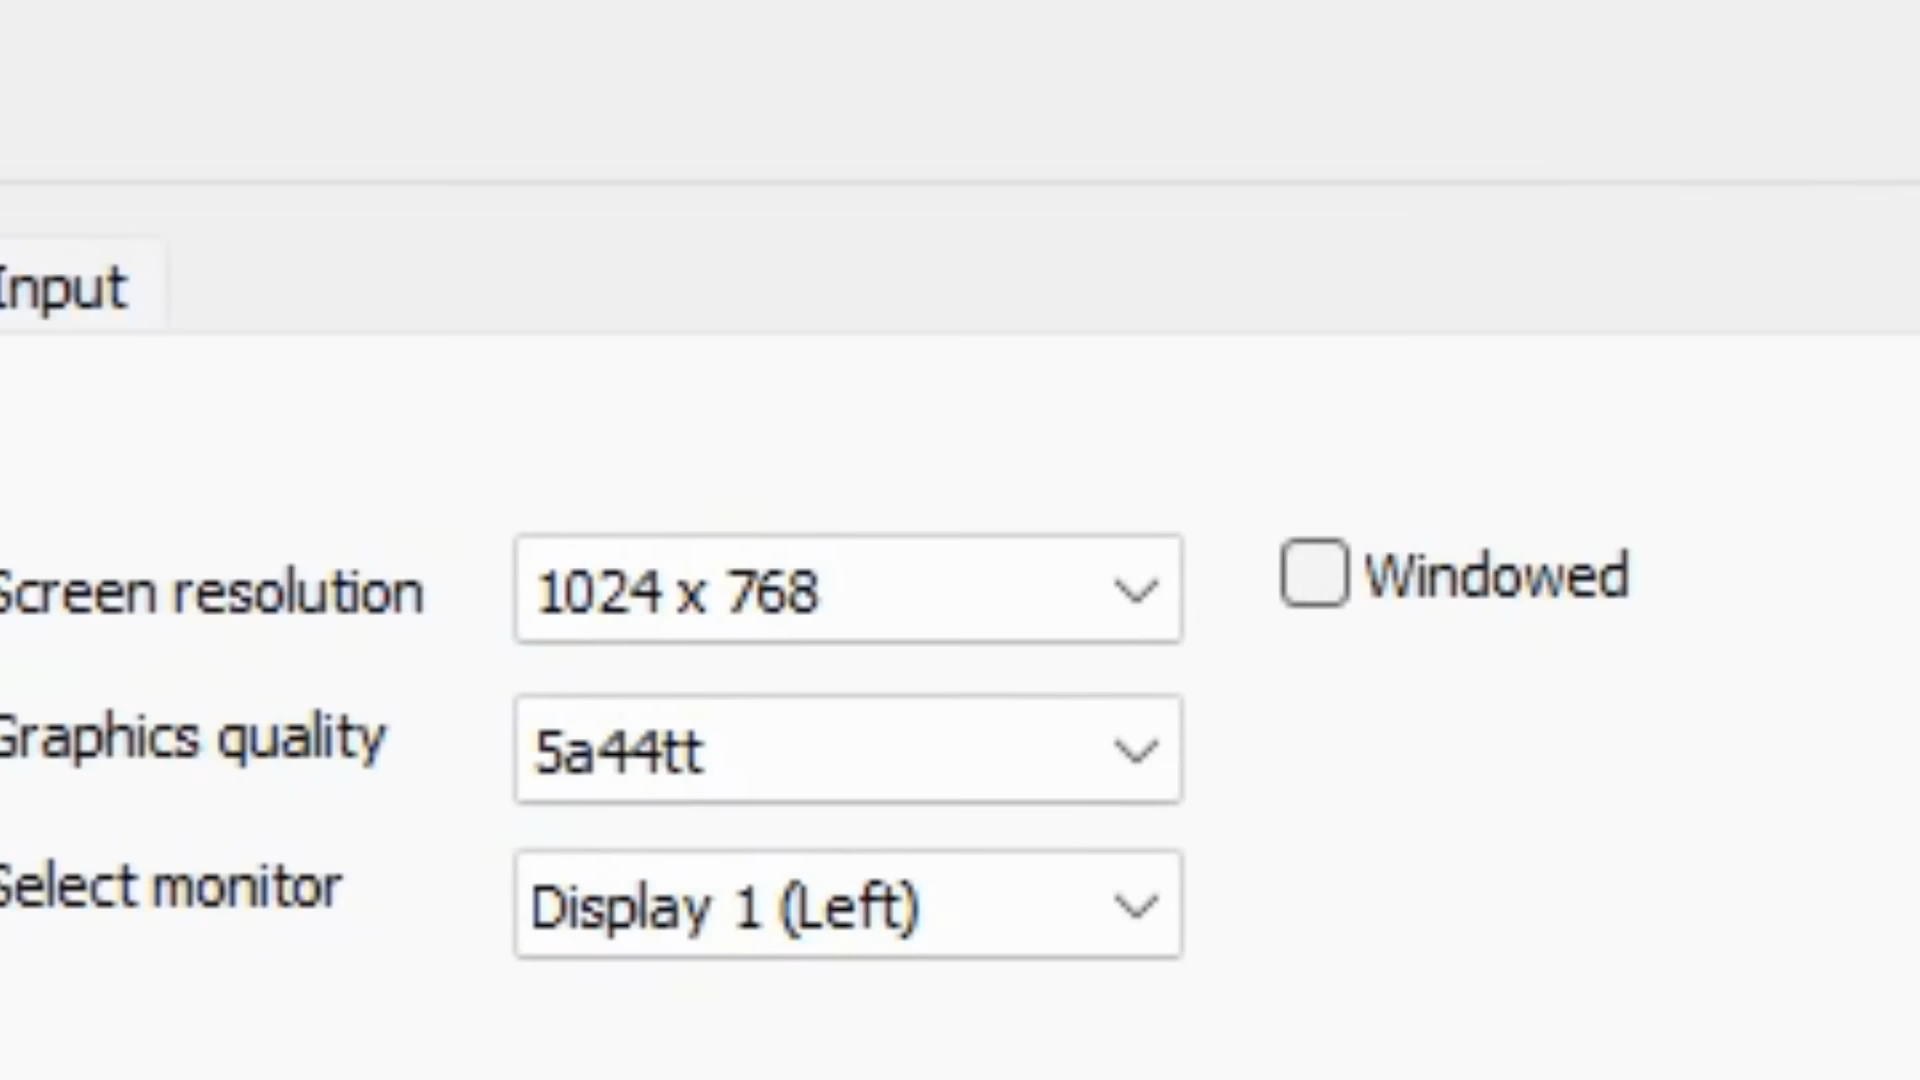 Input
Screen resolution 1024 x 768 Windowed
Graphics quality 5a44tt
Select monitor Display 1 (Left)